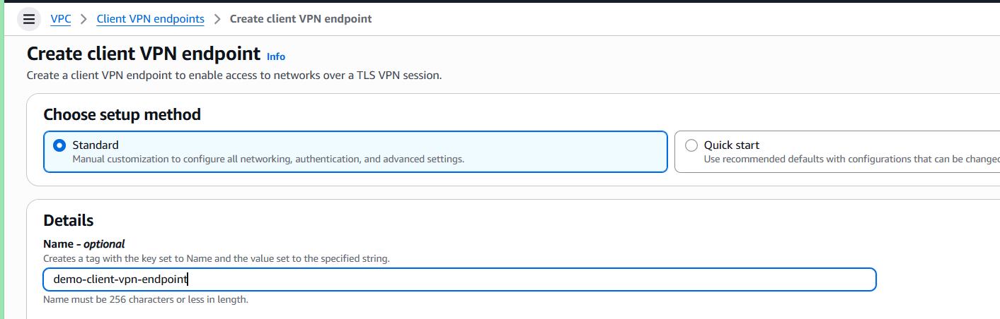 VPC > Client VPN endpoints > Create client VPN endpoint
Create client VPN endpoint Info
Create a client VPN endpoint to enable access to networks over a TLS VPN session.
Choose setup method
Standard
Manual customization to configure all networking, authentication, and advanced settings.
Quick start
Use recommended defaults with configurations that can be changed
Details
Name - optional
Creates a tag with the key set to Name and the value set to the specified string.
demo-client-vpn-endpoint
Name must be 256 characters or less in length.